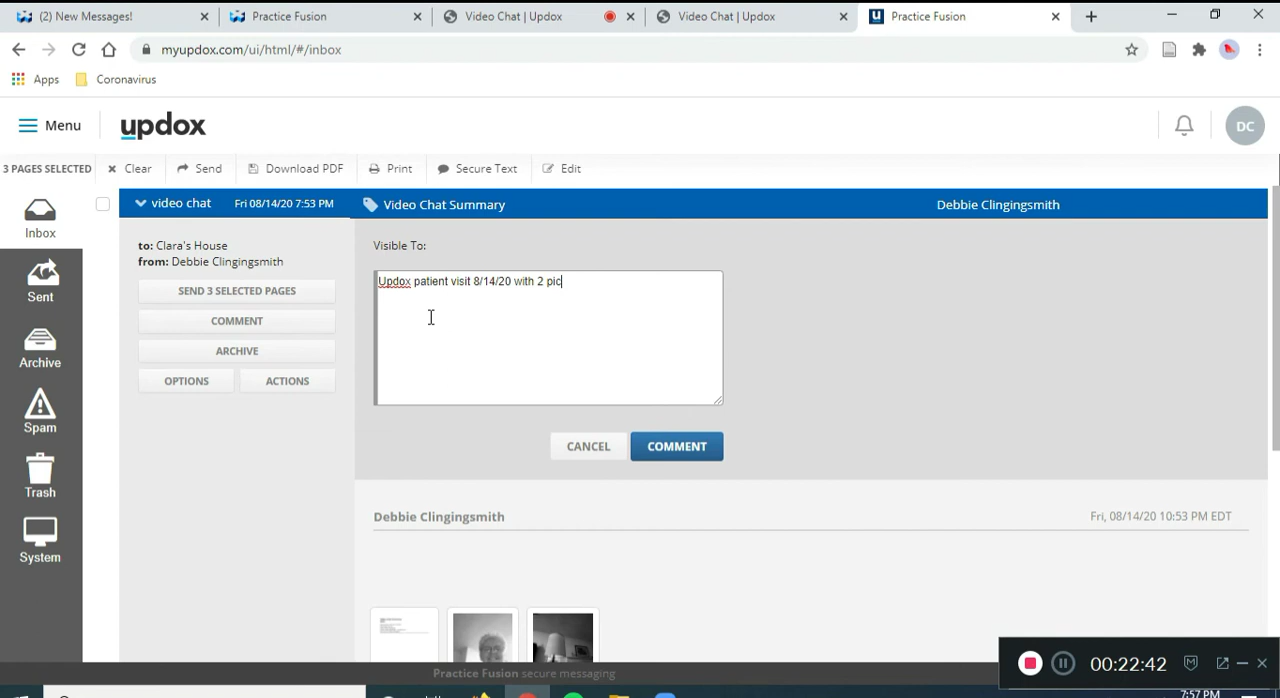 (2) New Messages!
Practice Fusion
Video Chat | Updox
Video Chat | Updox
Practice Fusion
myupdox.com/ui/html/#/inbox
Apps
Coronavirus
Menu
updox
DC
3 PAGES SELECTED
Clear
Send
Download PDF
Print
Secure Text
Edit
Inbox
Sent
Archive
Spam
Trash
System
video chat
Fri 08/14/20 7:53 PM
Video Chat Summary
Debbie Clingingsmith
to: Clara's House
from: Debbie Clingingsmith
SEND 3 SELECTED PAGES
COMMENT
ARCHIVE
OPTIONS
ACTIONS
Visible To:
Updox patient visit 8/14/20 with 2 pic
CANCEL
COMMENT
Debbie Clingingsmith
Fri, 08/14/20 10:53 PM EDT
Practice Fusion secure messaging
00:22:42
7:57 PM